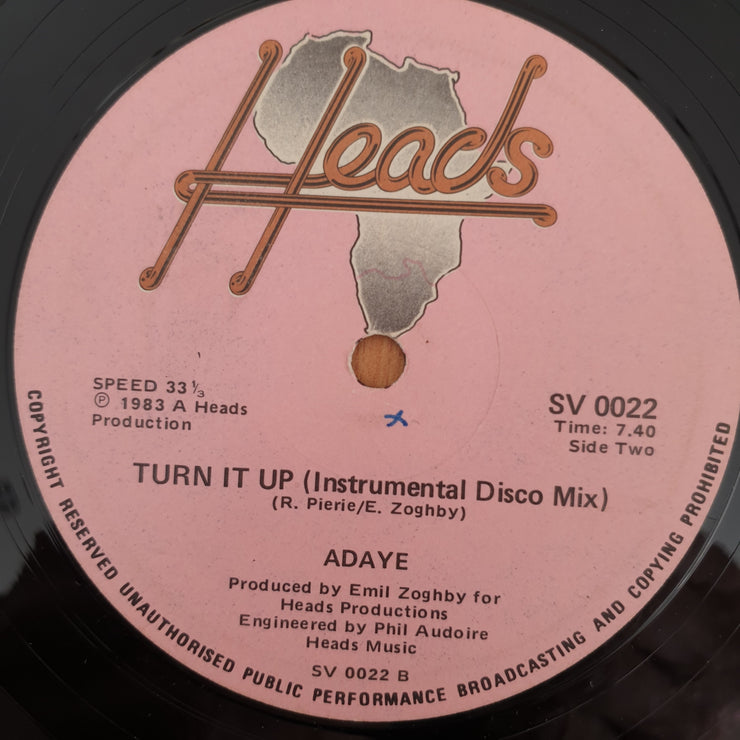 Heads
SPEED 33⅓
℗ 1983 A Heads
Production
SV 0022
Time: 7.40
Side Two
TURN IT UP (Instrumental Disco Mix)
(R. Pierie/E. Zoghby)
ADAYE
Produced by Emil Zoghby for
Heads Productions
Engineered by Phil Audoire
Heads Music
SV 0022 B
COPYRIGHT RESERVED UNAUTHORISED PUBLIC PERFORMANCE BROADCASTING AND COPYING PROHIBITED